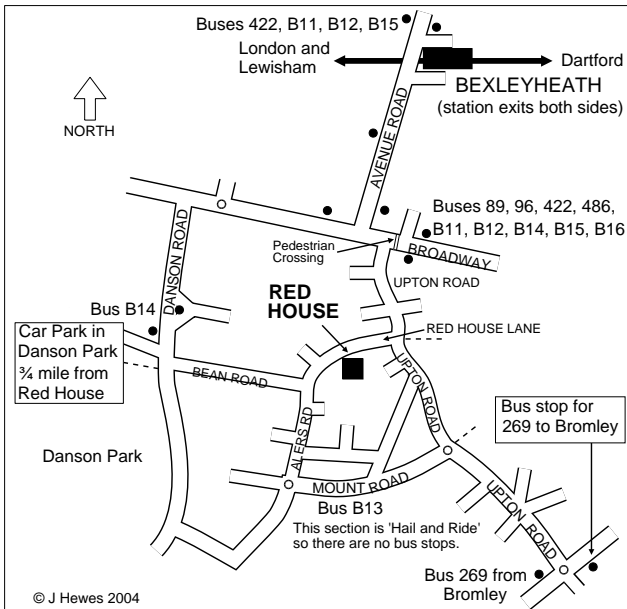 Buses 422, B11, B12, B15
London and
Lewisham
Dartford
BEXLEYHEATH
(station exits both sides)
NORTH
AVENUE ROAD
Buses 89, 96, 422, 486,
B11, B12, B14, B15, B16
Pedestrian
Crossing
BROADWAY
DANSON ROAD
UPTON ROAD
RED
HOUSE
Bus B14
RED HOUSE LANE
Car Park in
Danson Park
¾ mile from
Red House
BEAN ROAD
UPTON ROAD
Bus stop for
269 to Bromley
ALERS RD
Danson Park
MOUNT ROAD
UPTON ROAD
Bus B13
This section is 'Hail and Ride'
so there are no bus stops.
Bus 269 from
Bromley
© J Hewes 2004